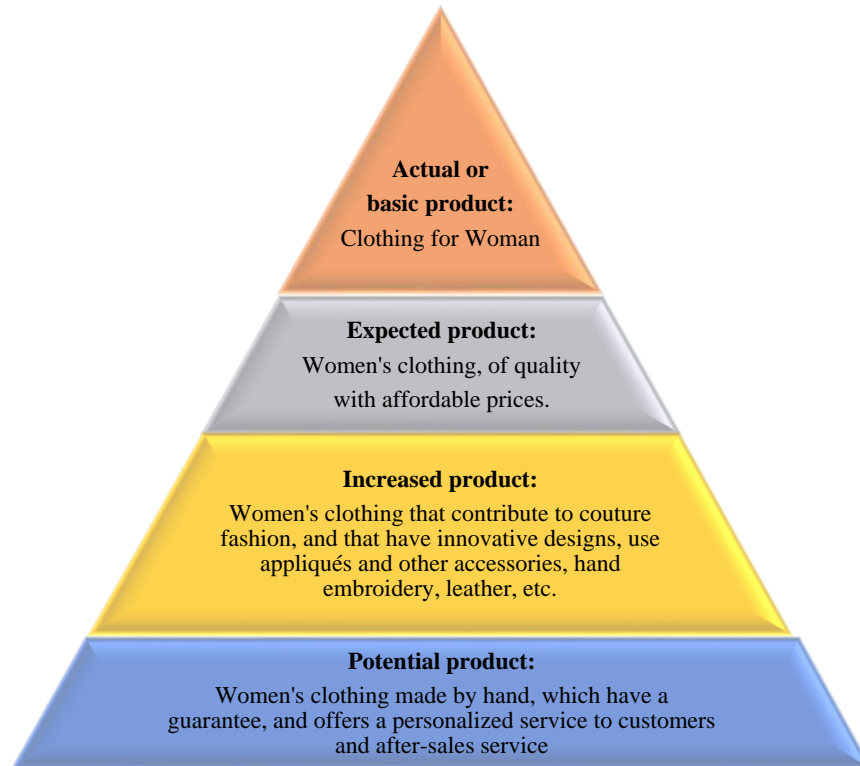 Actual or
basic product:
Clothing for Woman
Expected product:
Women's clothing, of quality
with affordable prices.
Increased product:
Women's clothing that contribute to couture
fashion, and that have innovative designs, use
appliqués and other accessories, hand
embroidery, leather, etc.
Potential product:
Women's clothing made by hand, which have a
guarantee, and offers a personalized service to customers
and after-sales service